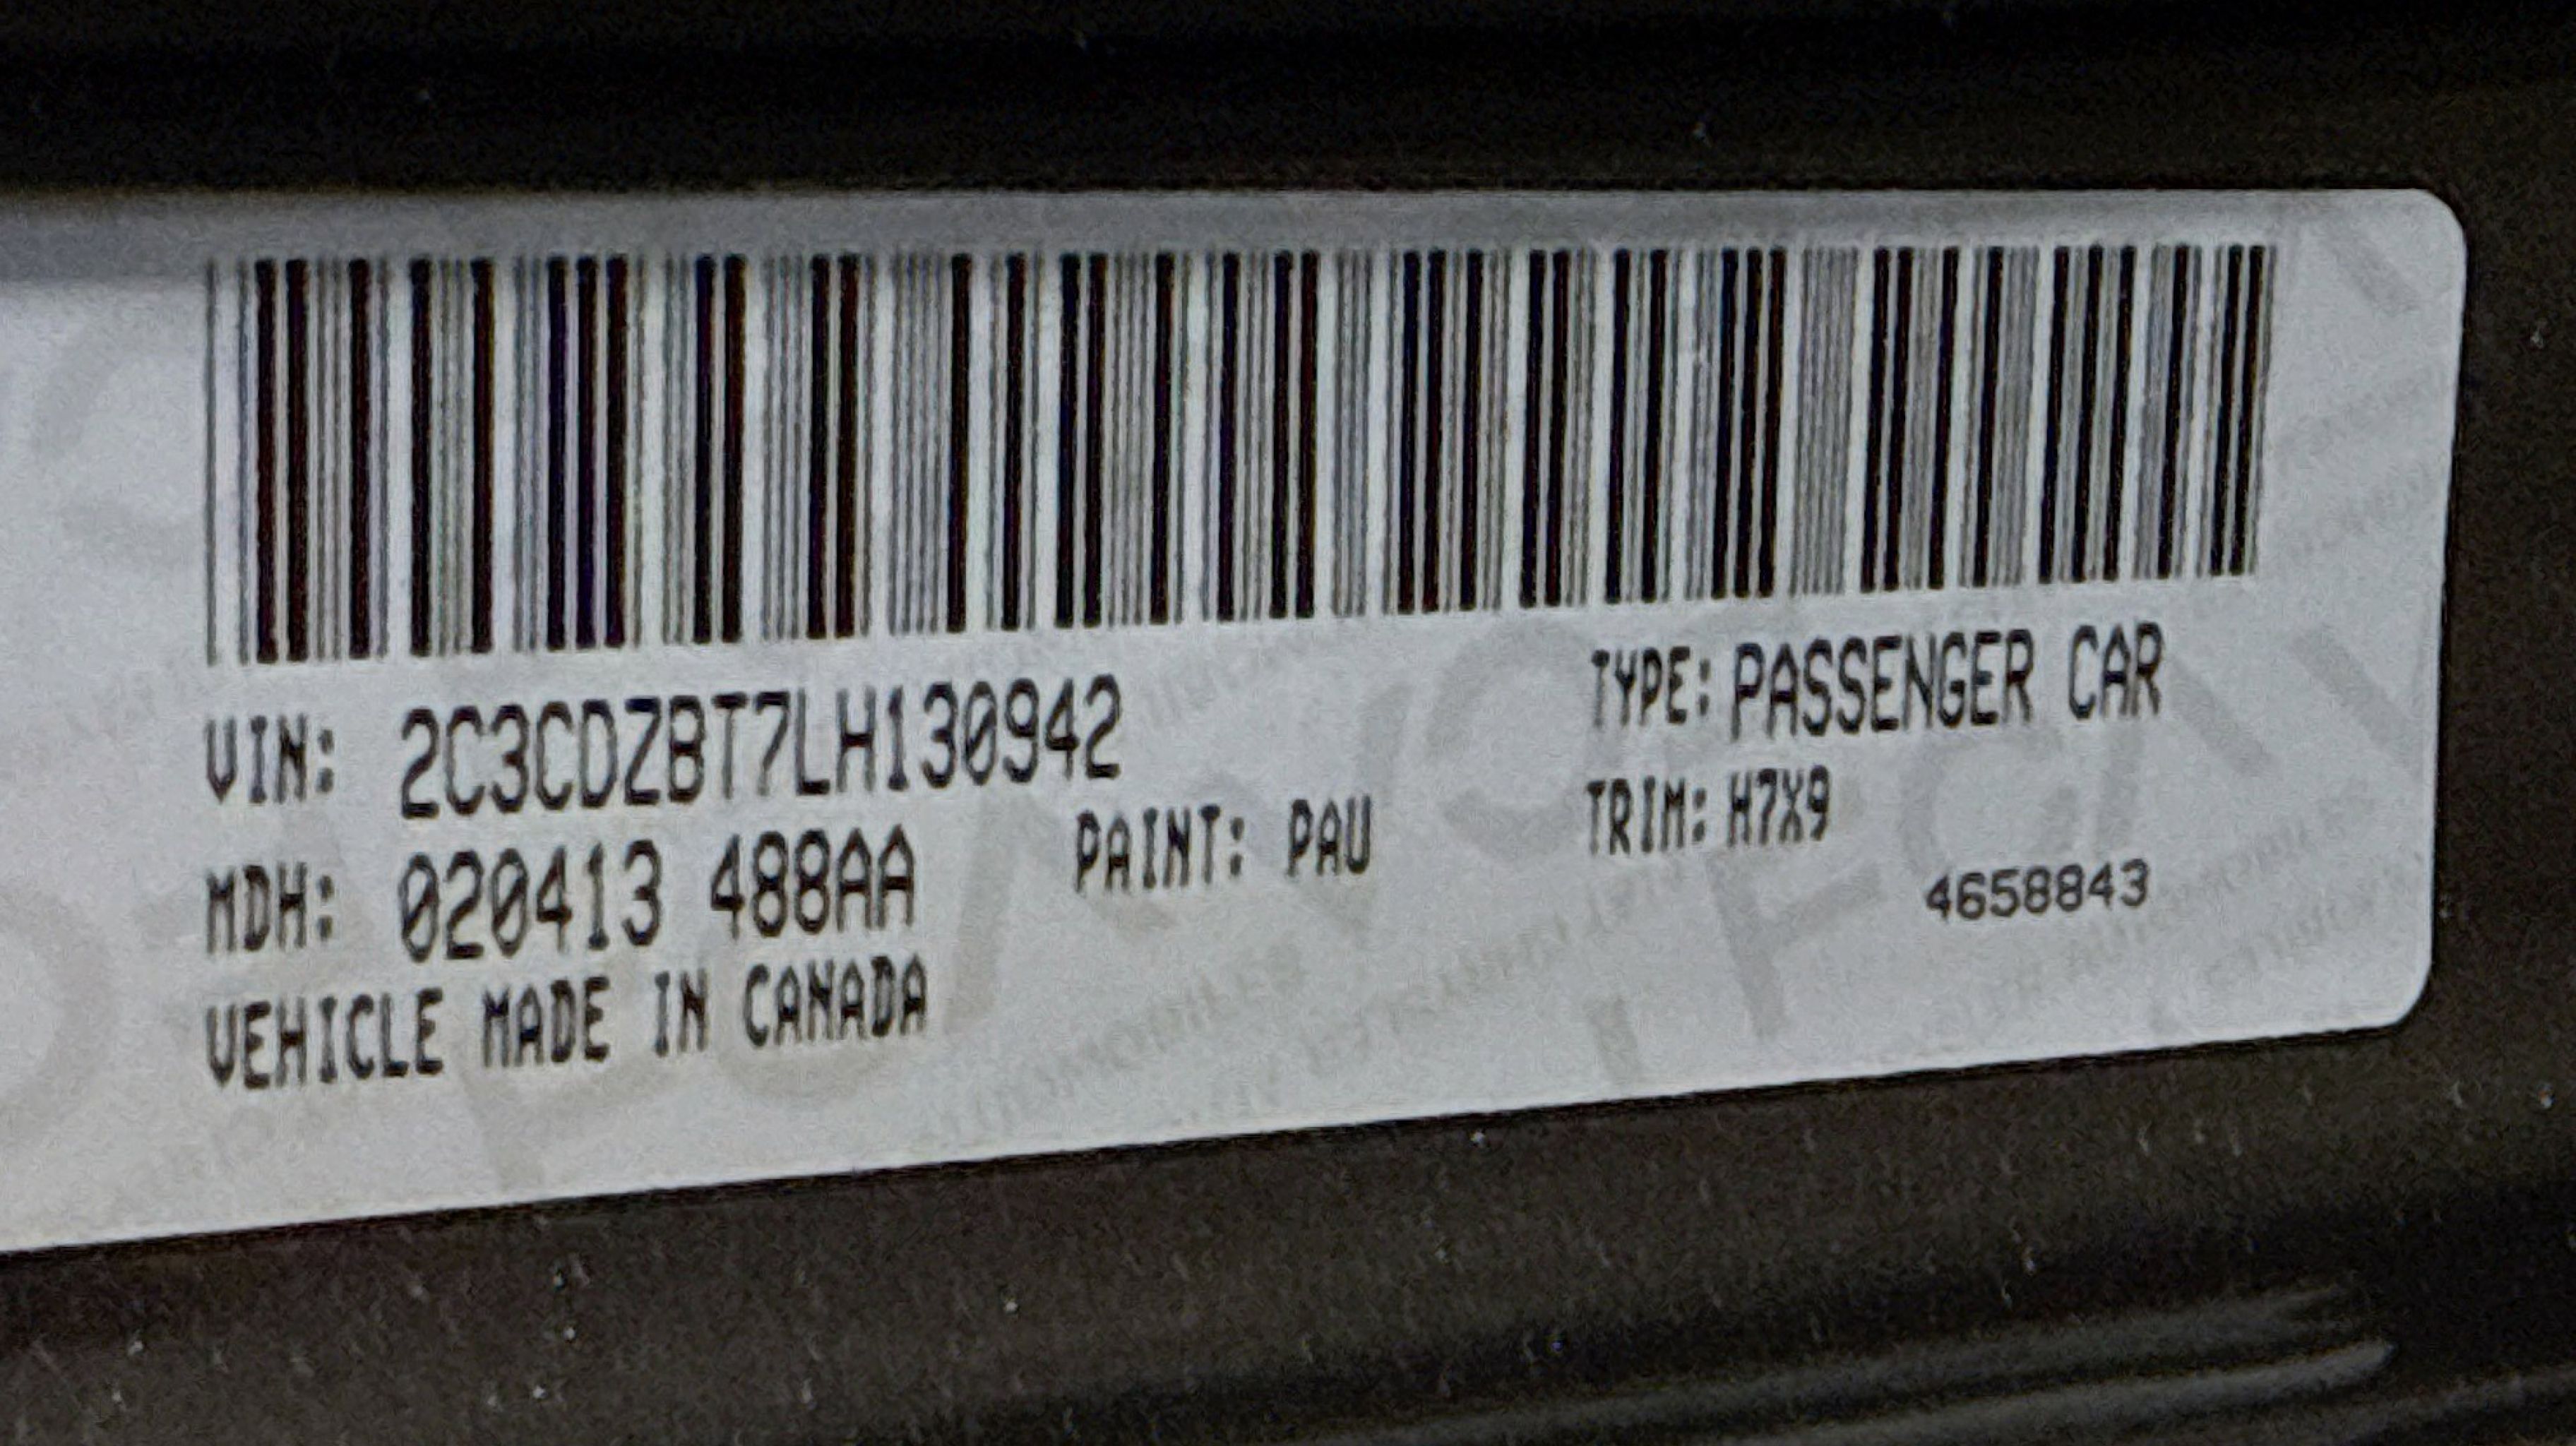 VIN: 2C3CDZBT7LH130942
TYPE: PASSENGER CAR
MDH: 020413 488AA
PAINT: PAU
TRIM: H7X9
4658843
VEHICLE MADE IN CANADA